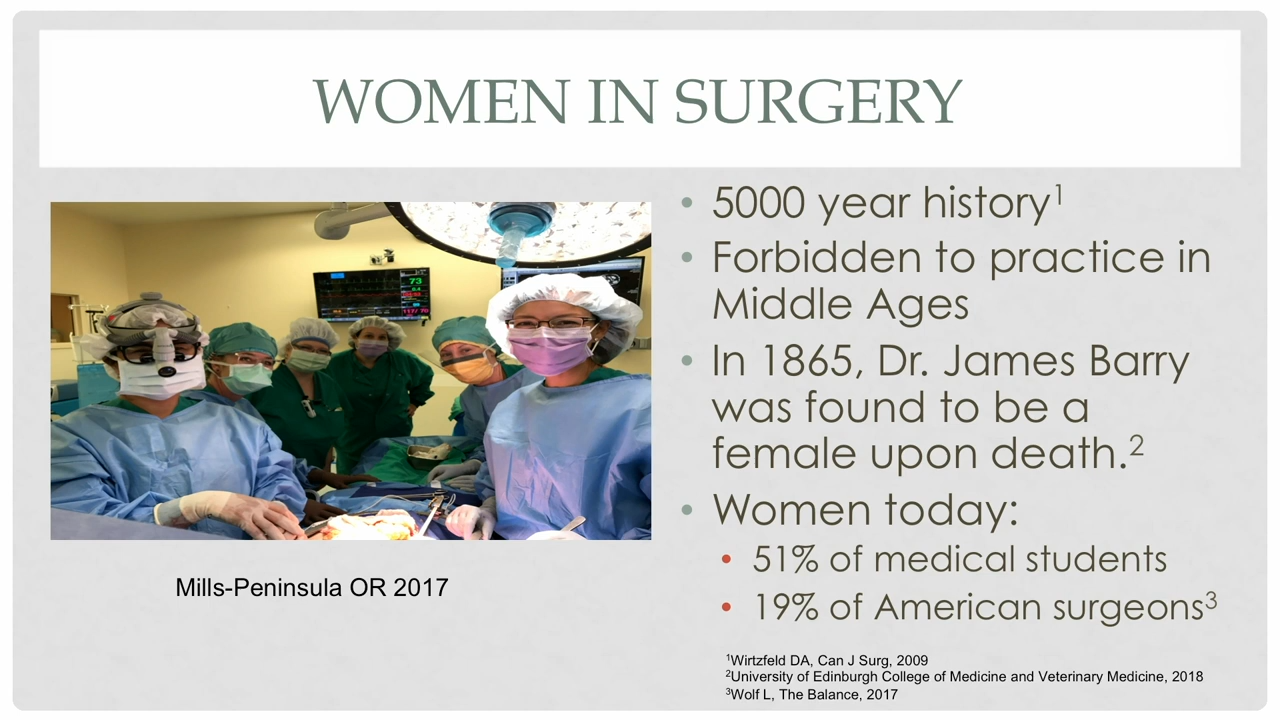 WOMEN IN SURGERY
• 5000 year history¹
• Forbidden to practice in
Middle Ages
• In 1865, Dr. James Barry
was found to be a
female upon death.²
• Women today:
• 51% of medical students
• 19% of American surgeons³
73
Mills-Peninsula OR 2017
¹Wirtzfeld DA, Can J Surg, 2009
²University of Edinburgh College of Medicine and Veterinary Medicine, 2018
³Wolf L, The Balance, 2017